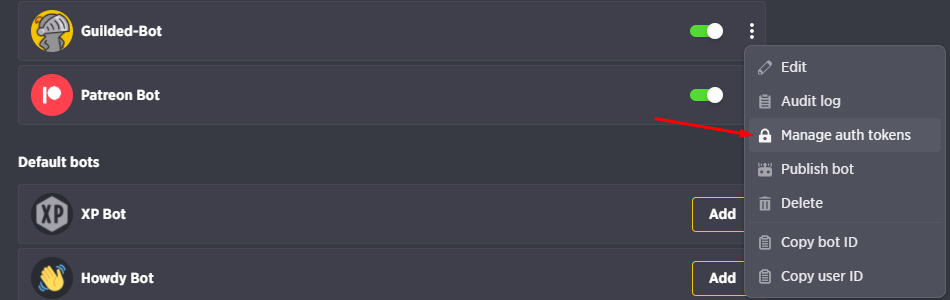 Guilded-Bot
Edit
Patreon Bot
Audit log
Manage auth tokens
Default bots
Publish bot
XP
XP Bot
Add
Delete
Copy bot ID
Howdy Bot
Add
Copy user ID